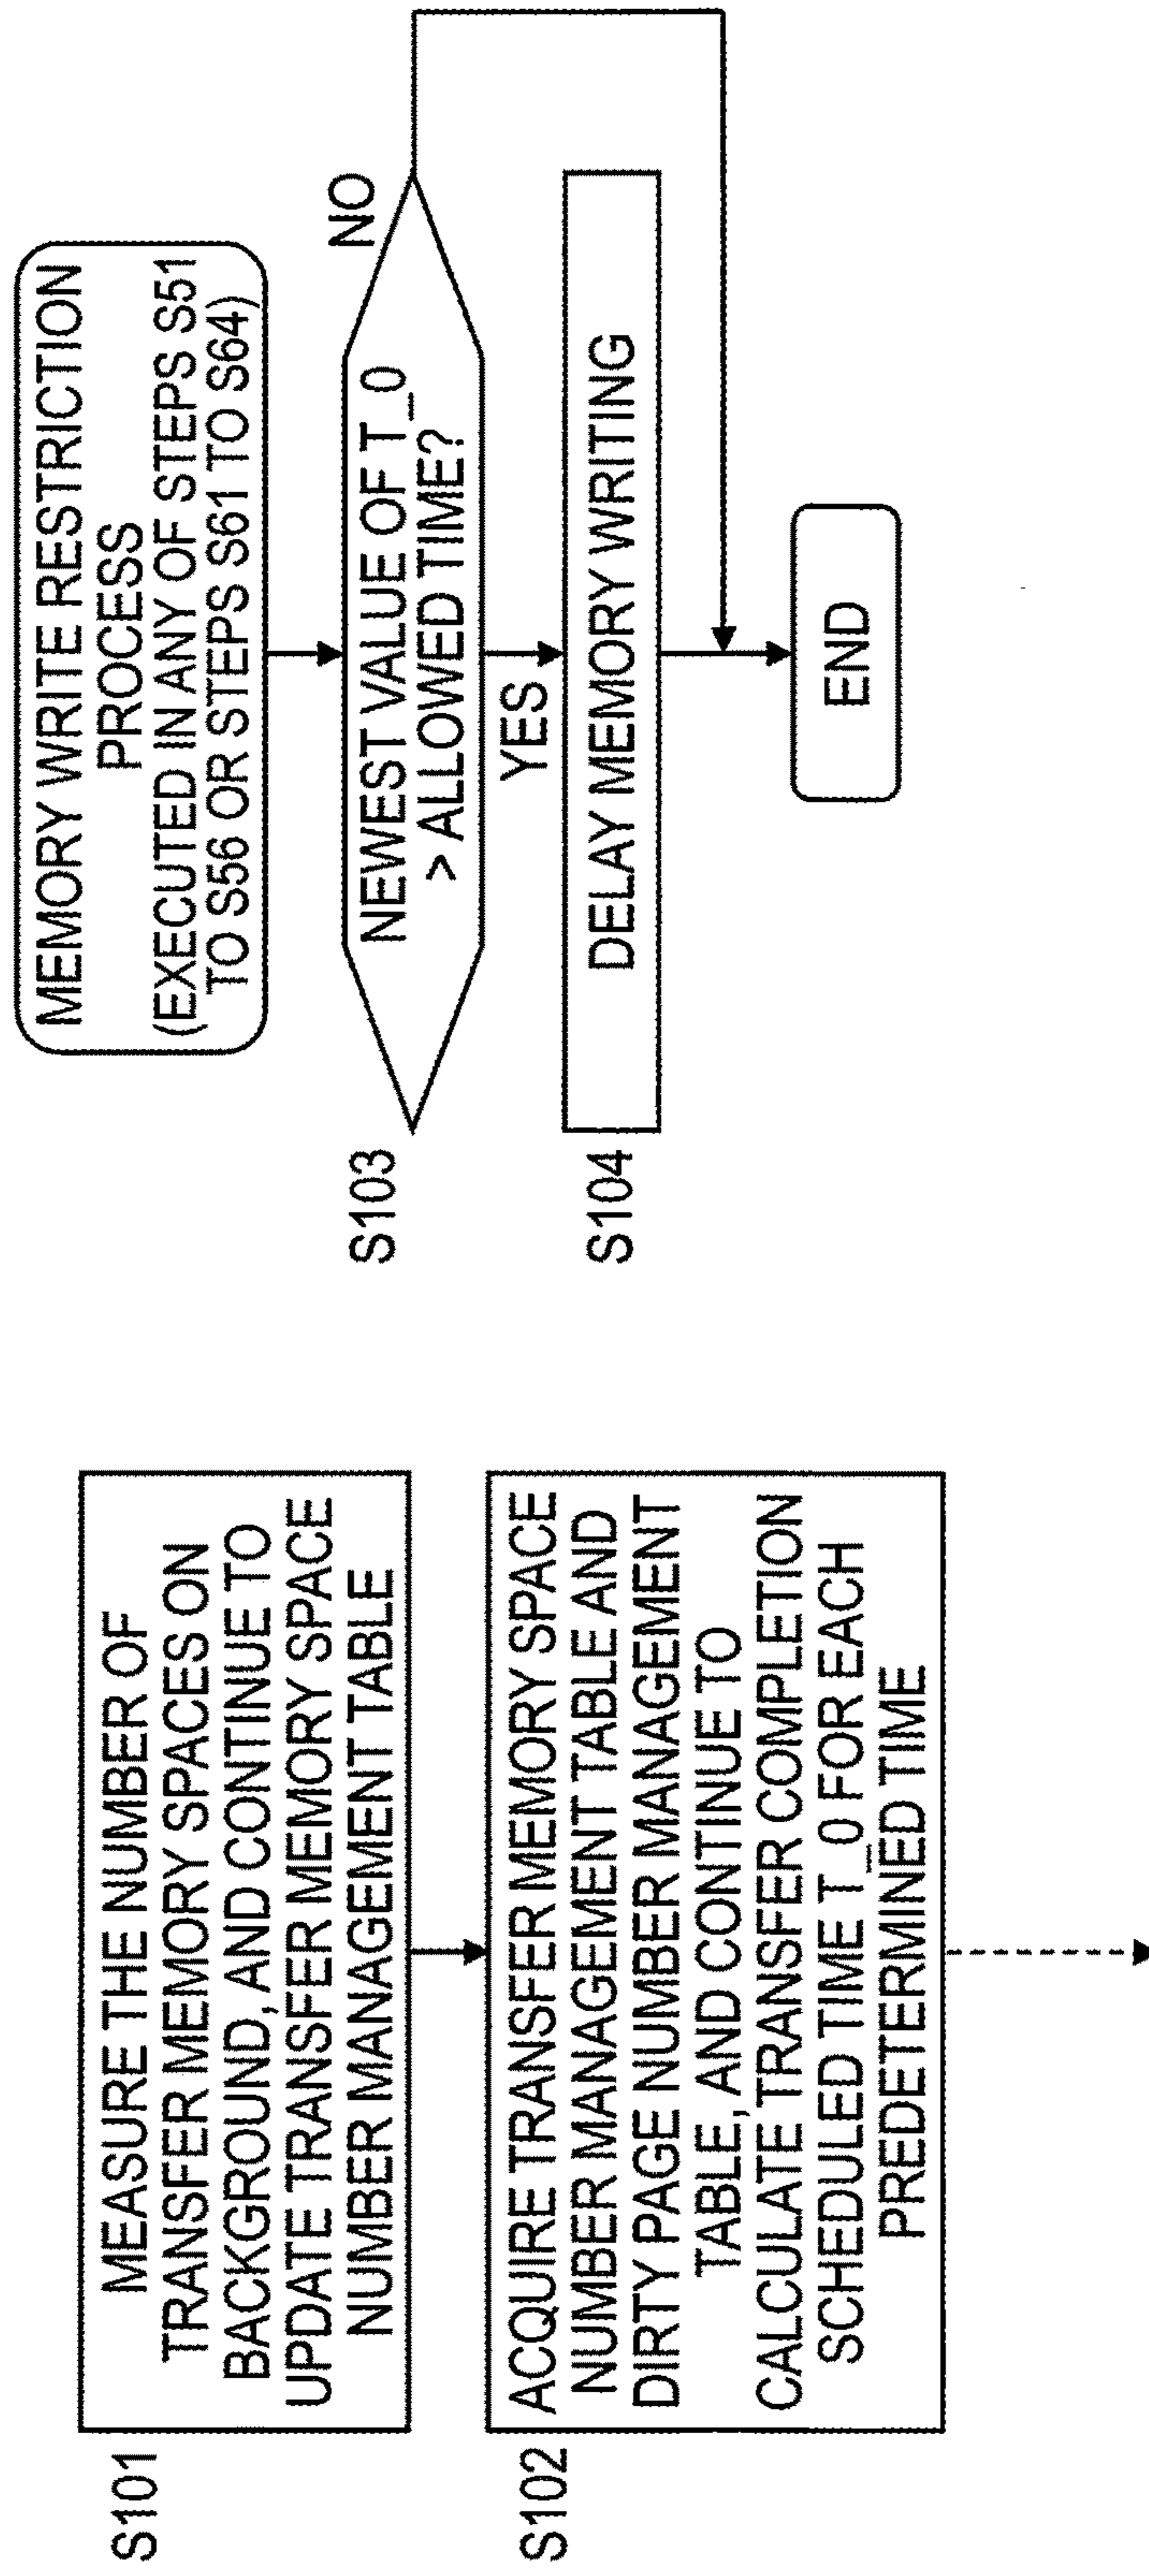 S101
MEASURE THE NUMBER OF
TRANSFER MEMORY SPACES ON
BACKGROUND, AND CONTINUE TO
UPDATE TRANSFER MEMORY SPACE
NUMBER MANAGEMENT TABLE
S102
ACQUIRE TRANSFER MEMORY SPACE
NUMBER MANAGEMENT TABLE AND
DIRTY PAGE NUMBER MANAGEMENT
TABLE, AND CONTINUE TO
CALCULATE TRANSFER COMPLETION
SCHEDULED TIME T_0 FOR EACH
PREDETERMINED TIME
MEMORY WRITE RESTRICTION
PROCESS
(EXECUTED IN ANY OF STEPS S51
TO S56 OR STEPS S61 TO S64)
S103
NEWEST VALUE OF T_0
> ALLOWED TIME?
NO
YES
S104
DELAY MEMORY WRITING
END